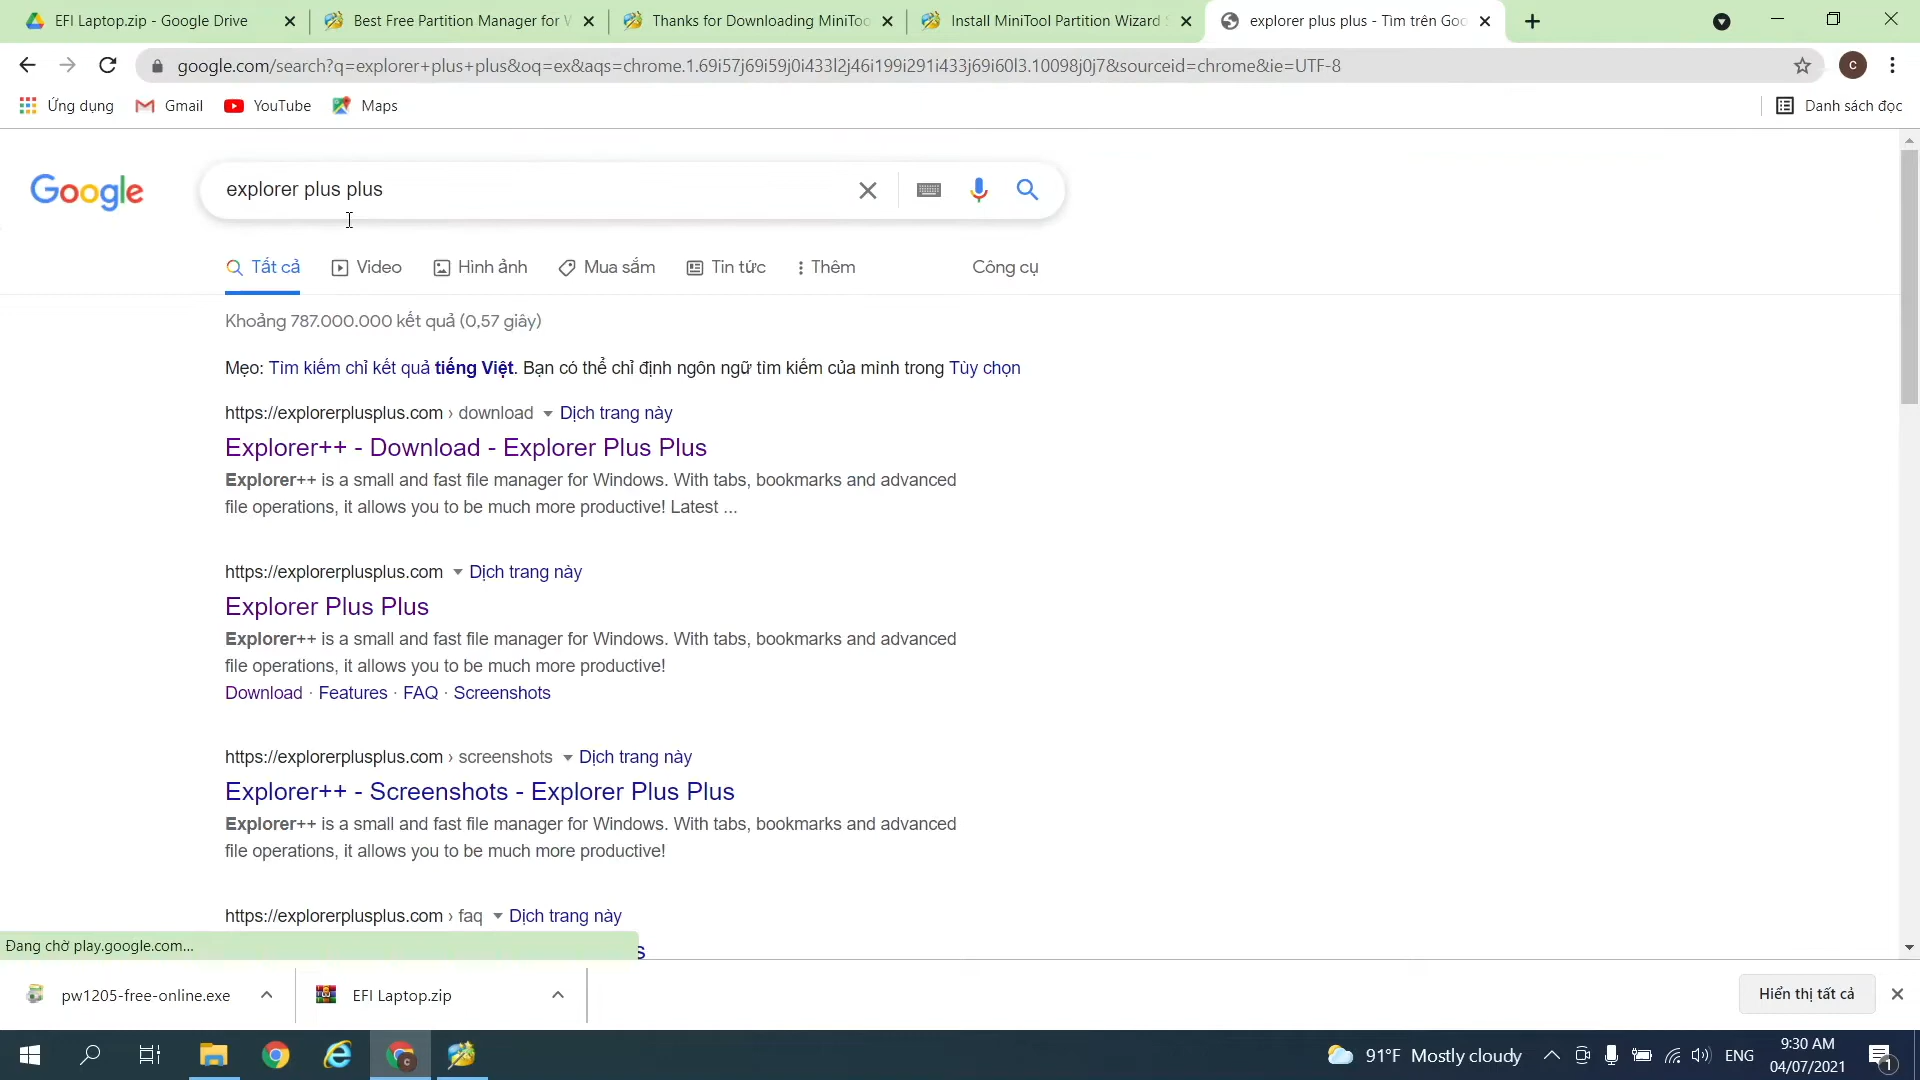 EFI Laptop.zip - Google Drive
Best Free Partition Manager for W
Thanks for Downloading MiniToo
Install MiniTool Partition Wizard S
explorer plus plus - Tìm trên Goo
google.com/search?q=explorer+plus+plus&oq=ex&aqs=chrome.1.69i57j69i59j0i433l2j46i199i291i433j69i60l3.10098j0j7&sourceid=chrome&ie=UTF-8
c
Ứng dụng
Gmail
YouTube
Maps
Danh sách đọc
Google
explorer plus plus
Tất cả
Video
Hình ảnh
Mua sắm
Tin tức
Thêm
Công cụ
Khoảng 787.000.000 kết quả (0,57 giây)
Mẹo: Tìm kiếm chỉ kết quả tiếng Việt. Bạn có thể chỉ định ngôn ngữ tìm kiếm của mình trong Tùy chọn
https://explorerplusplus.com › download Dịch trang này
Explorer++ - Download - Explorer Plus Plus
Explorer++ is a small and fast file manager for Windows. With tabs, bookmarks and advanced
file operations, it allows you to be much more productive! Latest ...
https://explorerplusplus.com Dịch trang này
Explorer Plus Plus
Explorer++ is a small and fast file manager for Windows. With tabs, bookmarks and advanced
file operations, it allows you to be much more productive!
Download · Features · FAQ · Screenshots
https://explorerplusplus.com › screenshots Dịch trang này
Explorer++ - Screenshots - Explorer Plus Plus
Explorer++ is a small and fast file manager for Windows. With tabs, bookmarks and advanced
file operations, it allows you to be much more productive!
https://explorerplusplus.com › faq Dịch trang này
Đang chờ play.google.com...
s
pw1205-free-online.exe
EFI Laptop.zip
Hiển thị tất cả
91°F Mostly cloudy
ENG
9:30 AM
04/07/2021
1